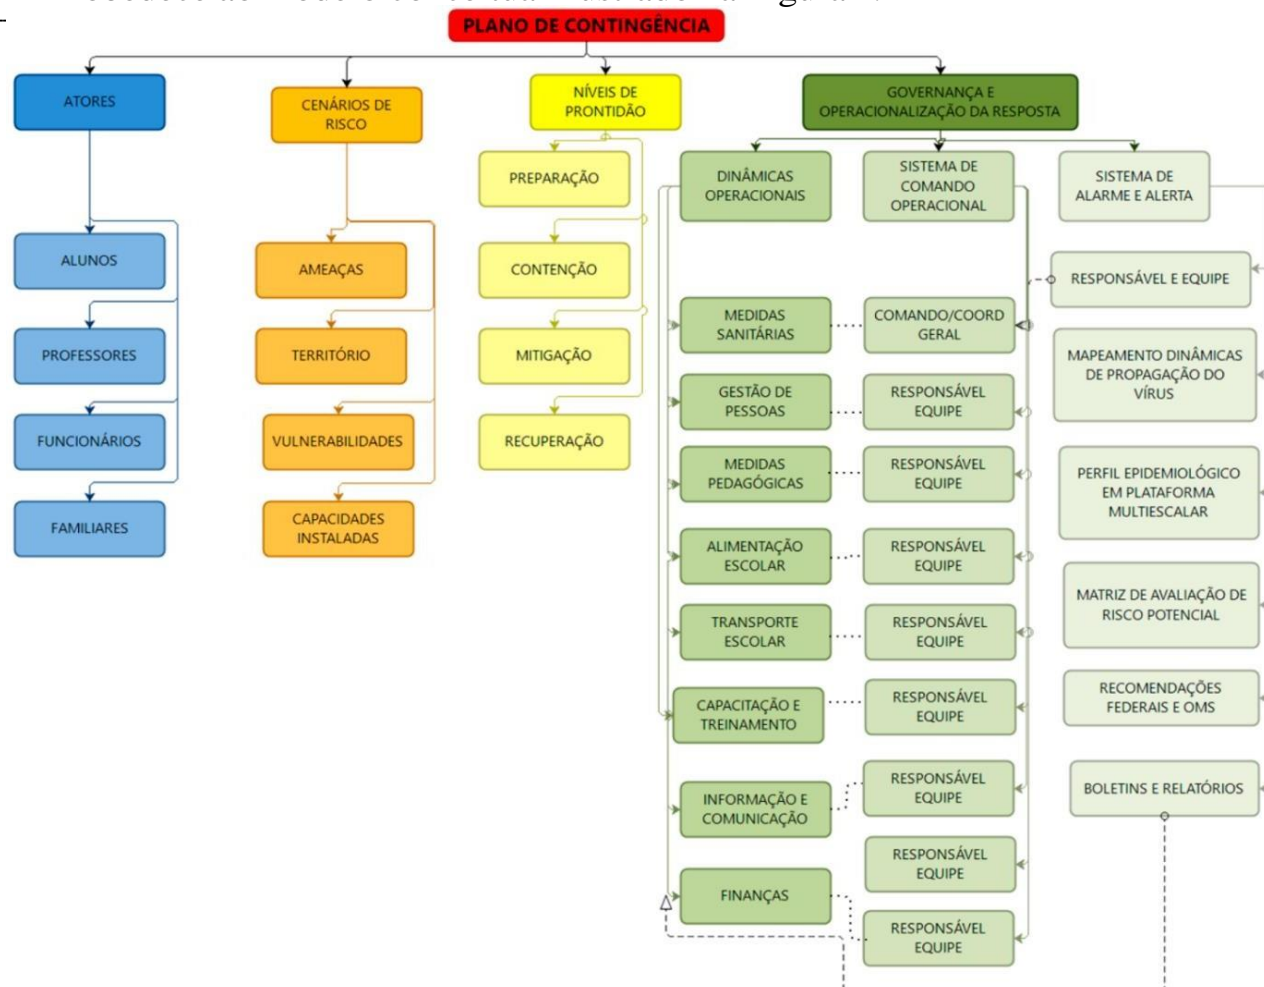 PLANO DE CONTINGÊNCIA
ATORES
CENÁRIOS DE
RISCO
NÍVEIS DE
PRONTIDÃO
GOVERNANÇA E
OPERACIONALIZAÇÃO DA RESPOSTA
ALUNOS
PROFESSORES
FUNCIONÁRIOS
FAMILIARES
AMEAÇAS
TERRITÓRIO
VULNERABILIDADES
CAPACIDADES
INSTALADAS
PREPARAÇÃO
CONTENÇÃO
MITIGAÇÃO
RECUPERAÇÃO
DINÂMICAS
OPERACIONAIS
MEDIDAS
SANITÁRIAS
GESTÃO DE
PESSOAS
MEDIDAS
PEDAGÓGICAS
ALIMENTAÇÃO
ESCOLAR
TRANSPORTE
ESCOLAR
CAPACITAÇÃO E
TREINAMENTO
INFORMAÇÃO E
COMUNICAÇÃO
FINANÇAS
SISTEMA DE
COMANDO
OPERACIONAL
COMANDO/COORD
GERAL
RESPONSÁVEL
EQUIPE
RESPONSÁVEL
EQUIPE
RESPONSÁVEL
EQUIPE
RESPONSÁVEL
EQUIPE
RESPONSÁVEL
EQUIPE
RESPONSÁVEL
EQUIPE
RESPONSÁVEL
EQUIPE
RESPONSÁVEL
EQUIPE
SISTEMA DE
ALARME E ALERTA
RESPONSÁVEL E EQUIPE
MAPEAMENTO DINÂMICAS
DE PROPAGAÇÃO DO
VÍRUS
PERFIL EPIDEMIOLÓGICO
EM PLATAFORMA
MULTIESCALAR
MATRIZ DE AVALIAÇÃO DE
RISCO POTENCIAL
RECOMENDAÇÕES
FEDERAIS E OMS
BOLETINS E RELATÓRIOS